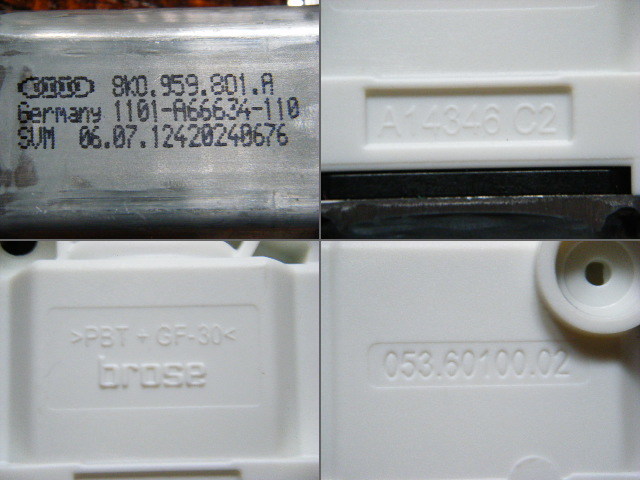 8K0.959.801.A
Germany 1101-A66634-110
SVM 06.07.12420240676
A14346 C2
>PBT + GF-30<
brose
053.60100.02